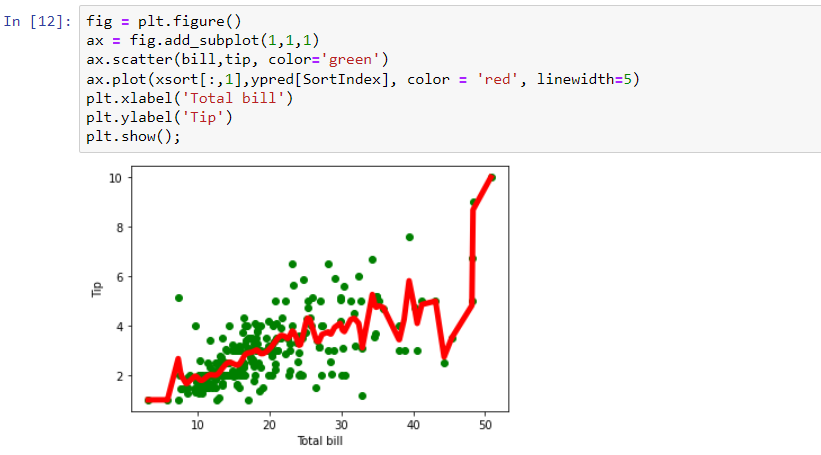 In [12]: fig = plt.figure()
ax = fig.add_subplot(1,1,1)
ax.scatter(bill,tip, color='green')
ax.plot(xsort[:,1],ypred[SortIndex], color = 'red', linewidth=5)
plt.xlabel('Total bill')
plt.ylabel('Tip')
plt.show();
10
8
6
Tip
4
2
10 20 30 40 50
Total bill